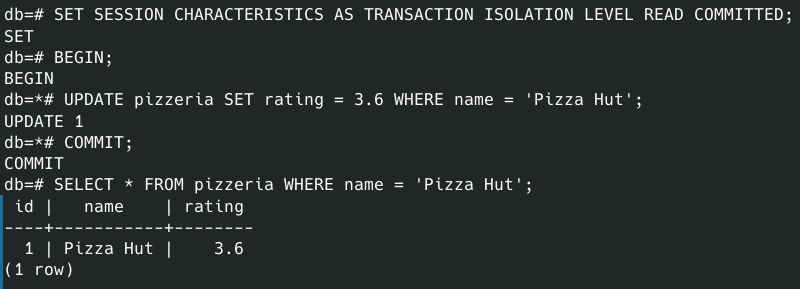 db=# SET SESSION CHARACTERISTICS AS TRANSACTION ISOLATION LEVEL READ COMMITTED;
SET
db=# BEGIN;
BEGIN
db=*# UPDATE pizzeria SET rating = 3.6 WHERE name = 'Pizza Hut';
UPDATE 1
db=*# COMMIT;
COMMIT
db=# SELECT * FROM pizzeria WHERE name = 'Pizza Hut';
 id |   name    | rating
----+-----------+--------
  1 | Pizza Hut |    3.6
(1 row)